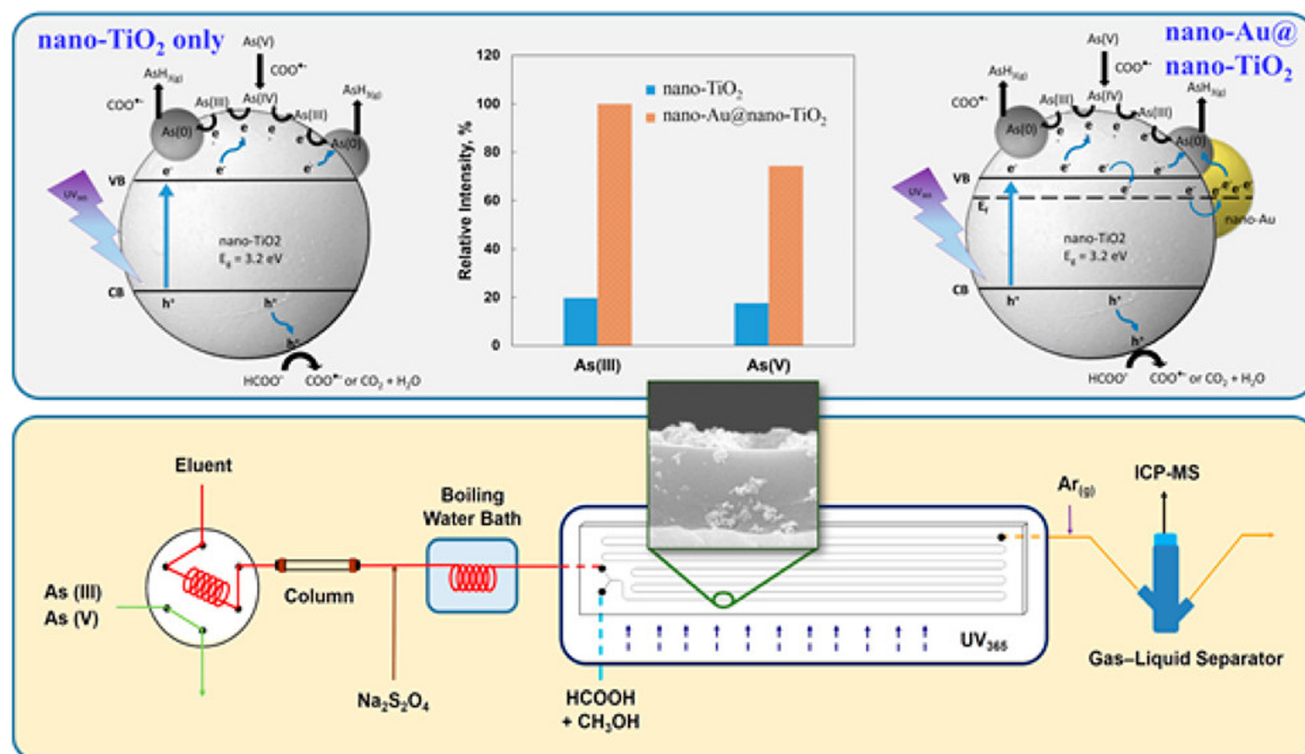 nano-TiO₂ only
As(V)
COO•-
AsH3(g)
COO•-
As(III)
As(IV)
As(III)
AsH3(g)
As(0)
e
e
e
As(0)
e-
e-
e-
VB
UV365
nano-TiO2
Eg = 3.2 eV
CB
h+
h+
h+
HCOO-
COO•- or CO2 + H2O
120
100
80
60
40
20
0
Relative Intensity, %
nano-TiO2
nano-Au@nano-TiO2
As(III)
As(V)
nano-Au@
nano-TiO₂
As(V)
COO•-
AsH3(g)
COO•-
As(III)
As(IV)
As(III)
AsH3(g)
As(0)
e
e
e
As(0)
e-
e-
e-
e-
VB
e-
e-
e- e- e- e-
Ef
nano-Au
UV365
nano-TiO2
Eg = 3.2 eV
CB
h+
h+
h+
HCOO-
COO•- or CO2 + H2O
Eluent
As (III)
As (V)
Column
Na2S2O4
Boiling
Water Bath
HCOOH
+ CH3OH
UV365
Ar(g)
ICP-MS
Gas–Liquid Separator